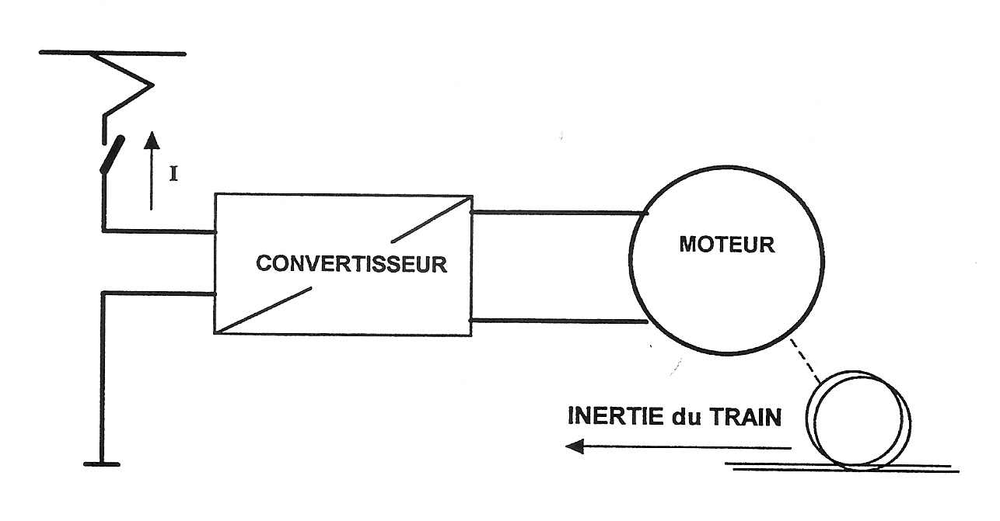 I
CONVERTISSEUR
MOTEUR
INERTIE du TRAIN